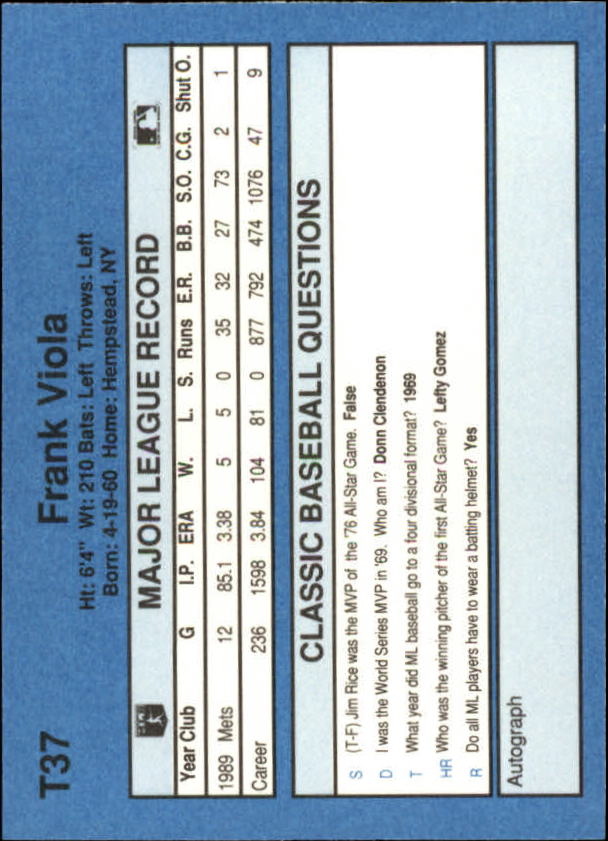 T37 Frank Viola
Ht: 6'4" Wt: 210 Bats: Left Throws: Left
Born: 4-19-60 Home: Hempstead, NY
MAJOR LEAGUE RECORD
Year Club G I.P. ERA W. L. S. Runs E.R. B.B. S.O. C.G. Shut O.
1989 Mets 12 85.1 3.38 5 5 0 35 32 27 73 2 1
Career 236 1598 3.84 104 81 0 877 792 474 1076 47 9
CLASSIC BASEBALL QUESTIONS
S (T-F) Jim Rice was the MVP of the '76 All-Star Game. False
D I was the World Series MVP in '69. Who am I? Donn Clendenon
T What year did ML baseball go to a four divisional format? 1969
HR Who was the winning pitcher of the first All-Star Game? Lefty Gomez
R Do all ML players have to wear a batting helmet? Yes
Autograph